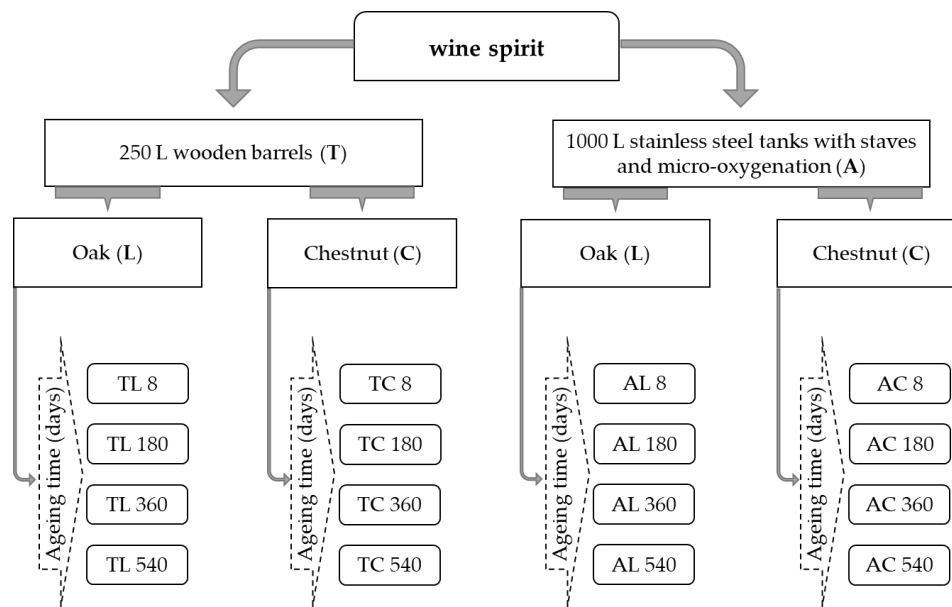 wine spirit
250 L wooden barrels (T)
1000 L stainless steel tanks with staves
and micro-oxygenation (A)
Oak (L)
Chestnut (C)
Oak (L)
Chestnut (C)
Ageing time (days)
TL 8
TL 180
TL 360
TL 540
Ageing time (days)
TC 8
TC 180
TC 360
TC 540
Ageing time (days)
AL 8
AL 180
AL 360
AL 540
Ageing time (days)
AC 8
AC 180
AC 360
AC 540